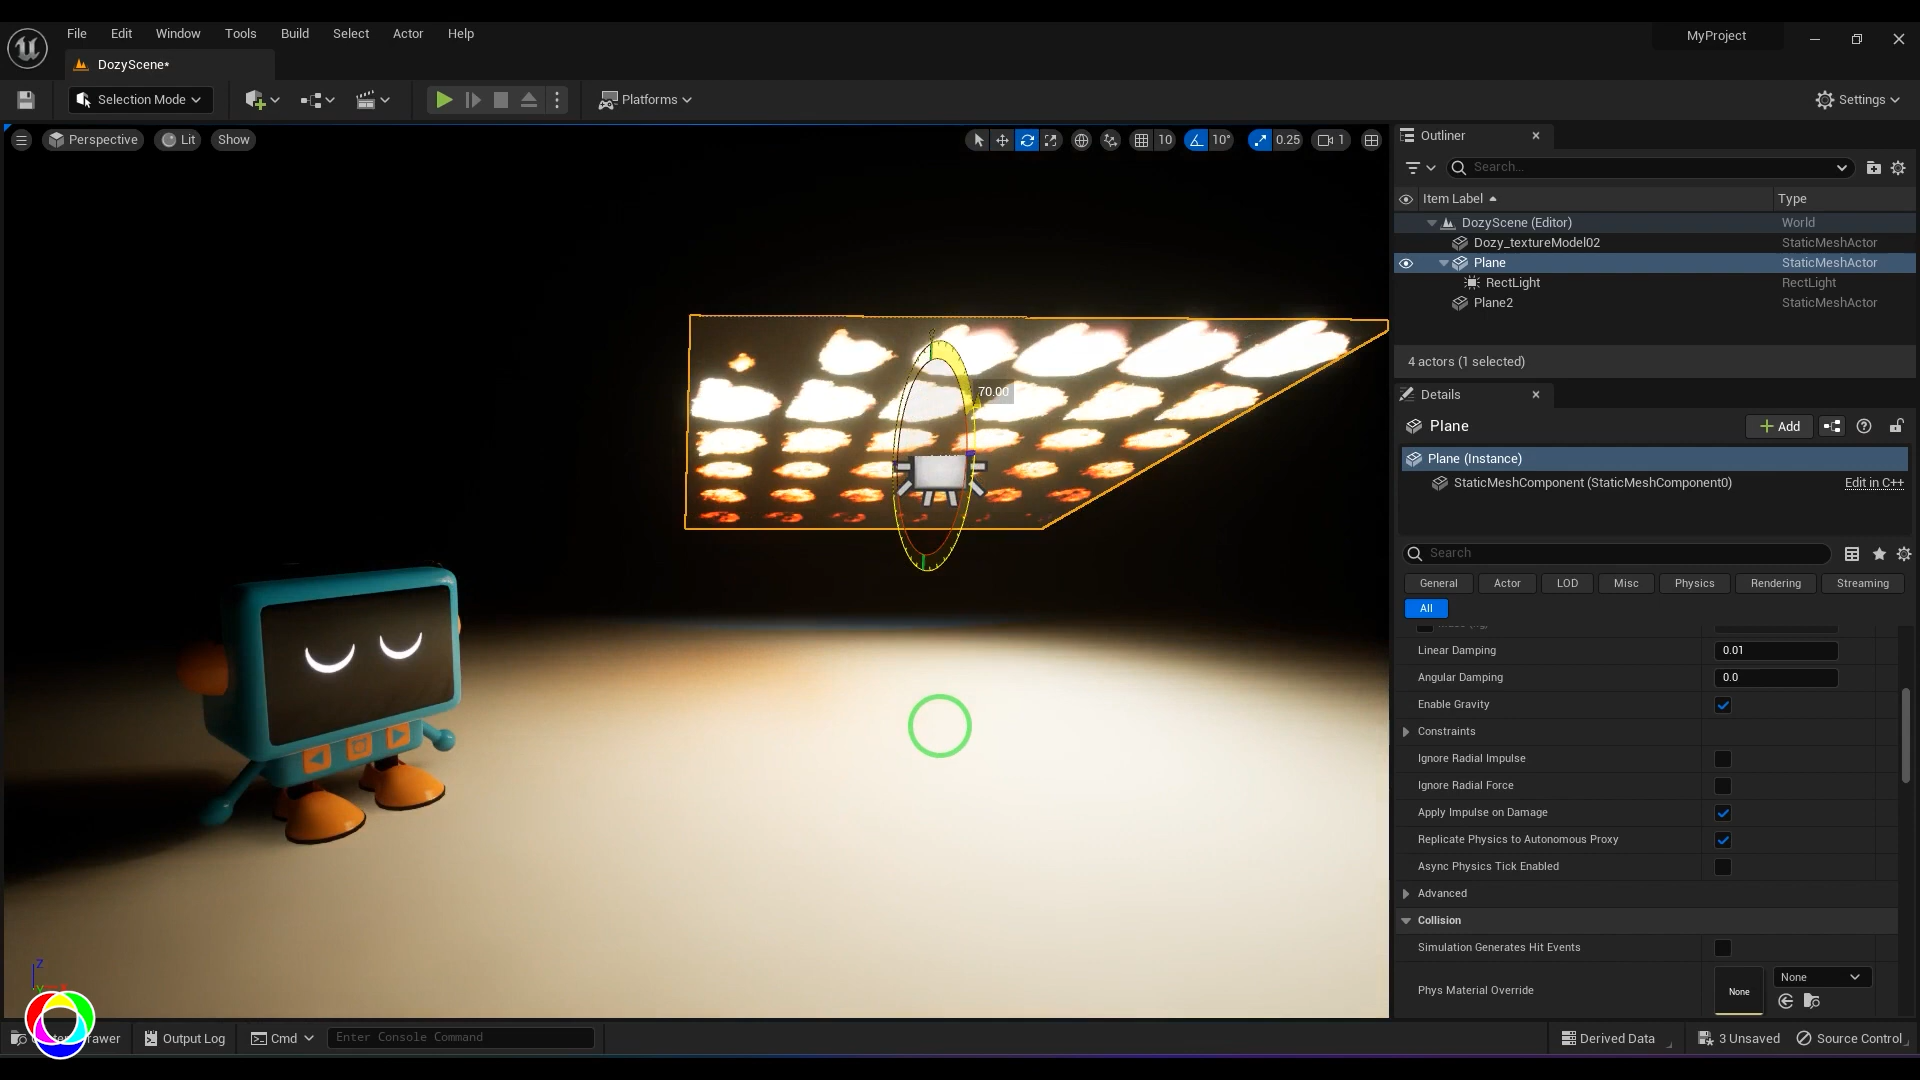 File Edit Window Tools Build Select Actor Help
MyProject
DozyScene*
Selection Mode
Platforms
Settings
Perspective
Lit
Show
10
10°
0.25
1
70.00
Outliner
Search...
Item Label
Type
DozyScene (Editor)
World
Dozy_textureModel02
StaticMeshActor
Plane
StaticMeshActor
RectLight
RectLight
Plane2
StaticMeshActor
4 actors (1 selected)
Details
Plane
Add
Plane (Instance)
StaticMeshComponent (StaticMeshComponent0)
Edit in C++
Search
General
Actor
LOD
Misc
Physics
Rendering
Streaming
All
Linear Damping
0.01
Angular Damping
0.0
Enable Gravity
Constraints
Ignore Radial Impulse
Ignore Radial Force
Apply Impulse on Damage
Replicate Physics to Autonomous Proxy
Async Physics Tick Enabled
Advanced
Collision
Simulation Generates Hit Events
Phys Material Override
None
None
Z
Output Log
Cmd
Enter Console Command
Derived Data
3 Unsaved
Source Control